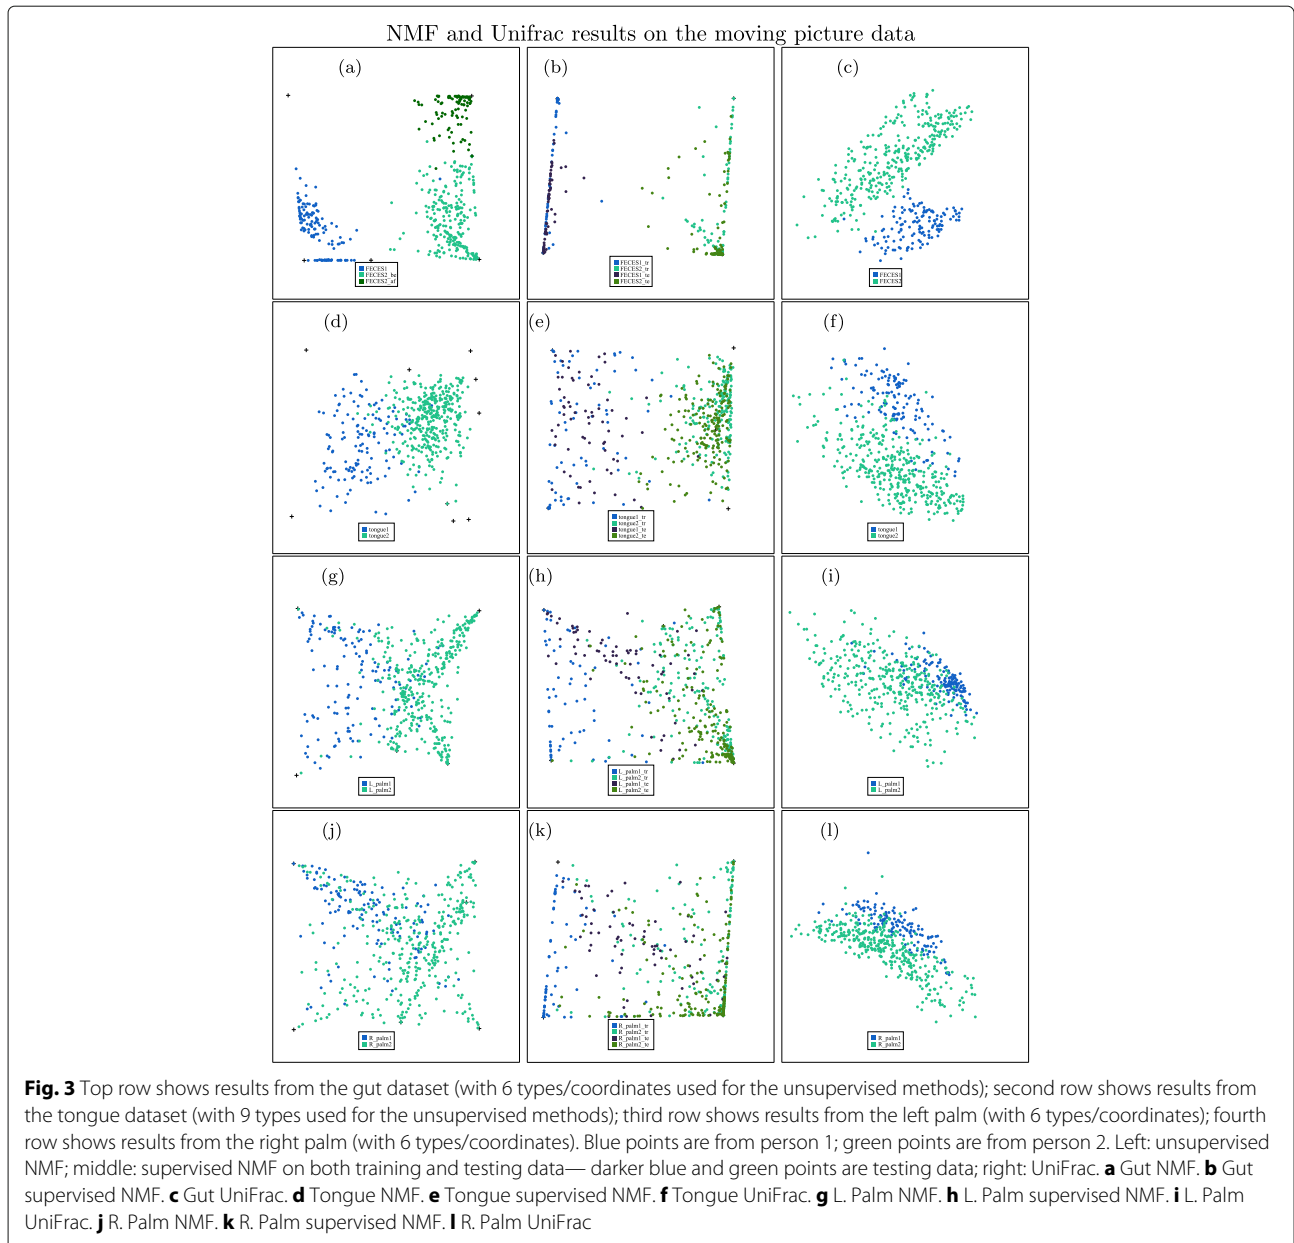 NMF and Unifrac results on the moving picture data
(a)
(b)
(c)
FECES1
FECES2_be
FECES2_af
FECES1_tr
FECES2_tr
FECES1_te
FECES2_te
FECES1
FECES2
(d)
(e)
(f)
tongue1
tongue2
tongue1_tr
tongue2_tr
tongue1_te
tongue2_te
tongue1
tongue2
(g)
(h)
(i)
L_palm1
L_palm2
L_palm1_tr
L_palm2_tr
L_palm1_te
L_palm2_te
L_palm1
L_palm2
(j)
(k)
(l)
R_palm1
R_palm2
R_palm1_tr
R_palm2_tr
R_palm1_te
R_palm2_te
R_palm1
R_palm2
Fig. 3 Top row shows results from the gut dataset (with 6 types/coordinates used for the unsupervised methods); second row shows results from
the tongue dataset (with 9 types used for the unsupervised methods); third row shows results from the left palm (with 6 types/coordinates); fourth
row shows results from the right palm (with 6 types/coordinates). Blue points are from person 1; green points are from person 2. Left: unsupervised
NMF; middle: supervised NMF on both training and testing data— darker blue and green points are testing data; right: UniFrac. a Gut NMF. b Gut
supervised NMF. c Gut UniFrac. d Tongue NMF. e Tongue supervised NMF. f Tongue UniFrac. g L. Palm NMF. h L. Palm supervised NMF. i L. Palm
UniFrac. j R. Palm NMF. k R. Palm supervised NMF. l R. Palm UniFrac